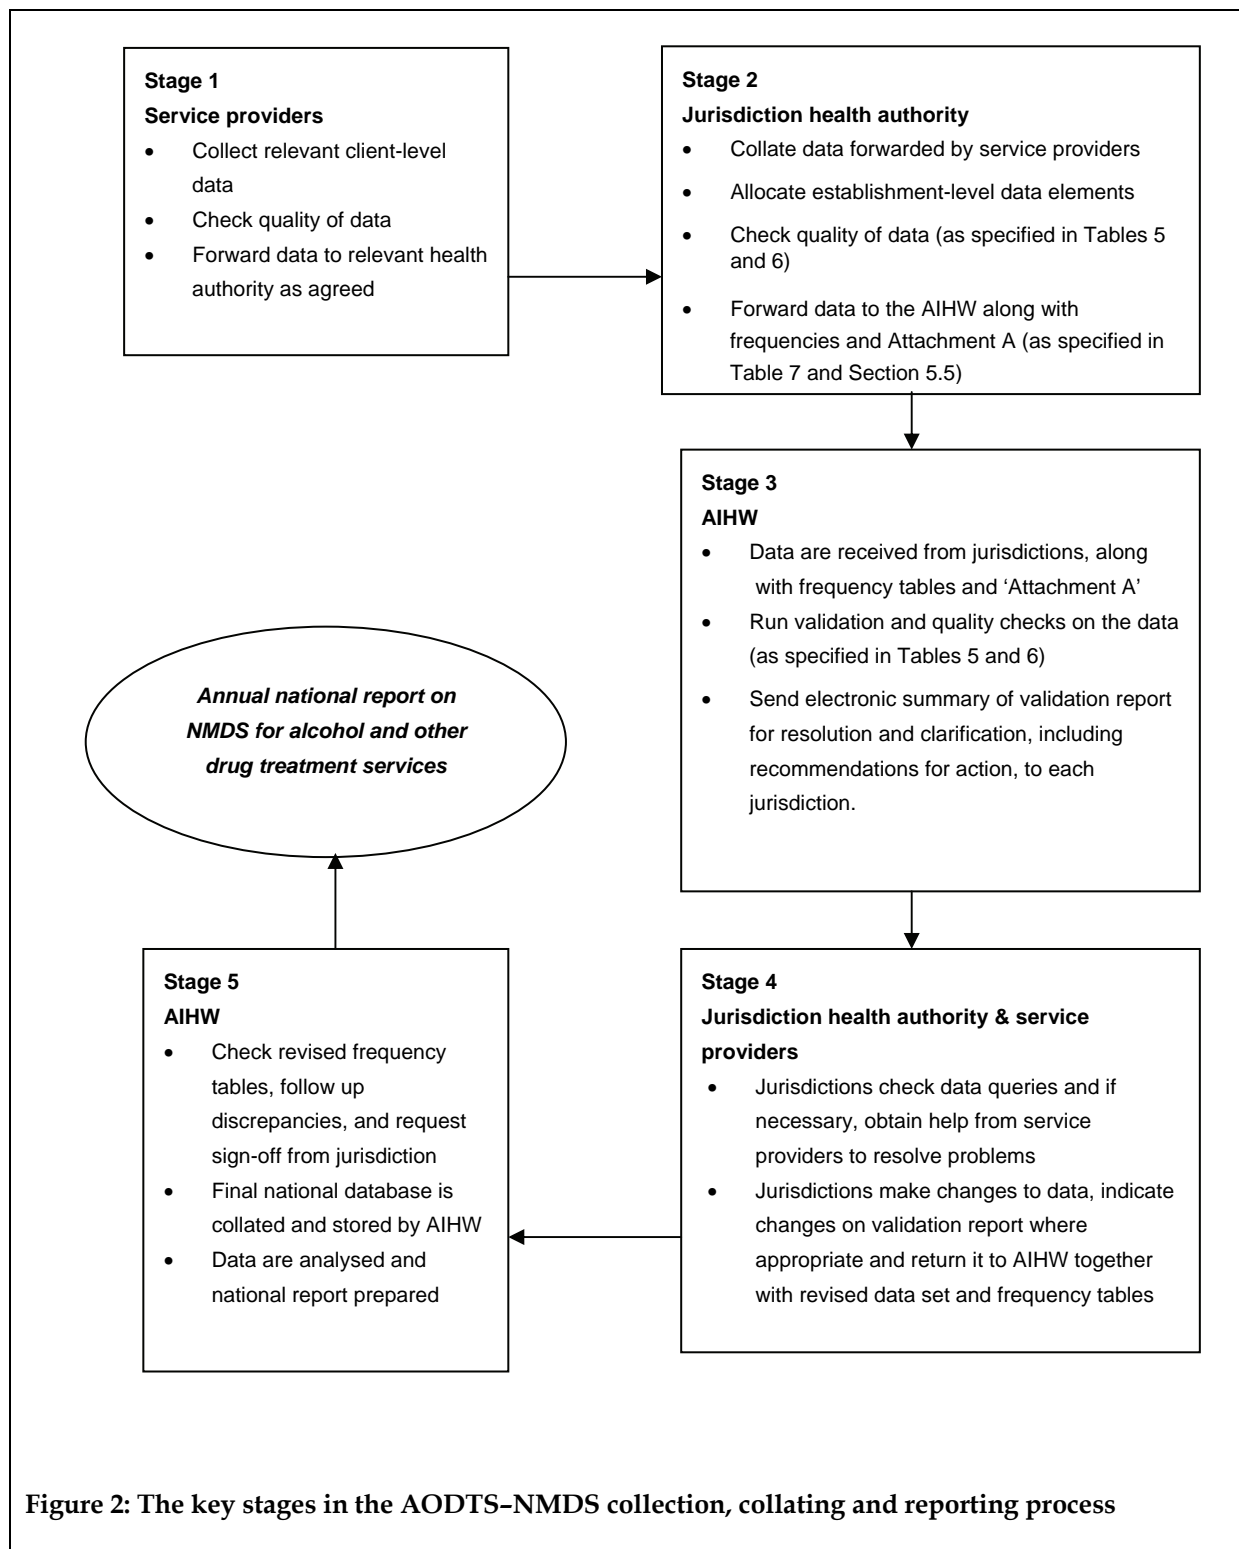 Stage 1
Service providers
• Collect relevant client-level
data
• Check quality of data
• Forward data to relevant health
authority as agreed
Stage 2
Jurisdiction health authority
• Collate data forwarded by service providers
• Allocate establishment-level data elements
• Check quality of data (as specified in Tables 5
and 6)
• Forward data to the AIHW along with
frequencies and Attachment A (as specified in
Table 7 and Section 5.5)
Stage 3
AIHW
• Data are received from jurisdictions, along
with frequency tables and ‘Attachment A’
• Run validation and quality checks on the data
(as specified in Tables 5 and 6)
• Send electronic summary of validation report
for resolution and clarification, including
recommendations for action, to each
jurisdiction.
Stage 4
Jurisdiction health authority & service
providers
• Jurisdictions check data queries and if
necessary, obtain help from service
providers to resolve problems
• Jurisdictions make changes to data, indicate
changes on validation report where
appropriate and return it to AIHW together
with revised data set and frequency tables
Stage 5
AIHW
• Check revised frequency
tables, follow up
discrepancies, and request
sign-off from jurisdiction
• Final national database is
collated and stored by AIHW
• Data are analysed and
national report prepared
Annual national report on
NMDS for alcohol and other
drug treatment services
Figure 2: The key stages in the AODTS–NMDS collection, collating and reporting process